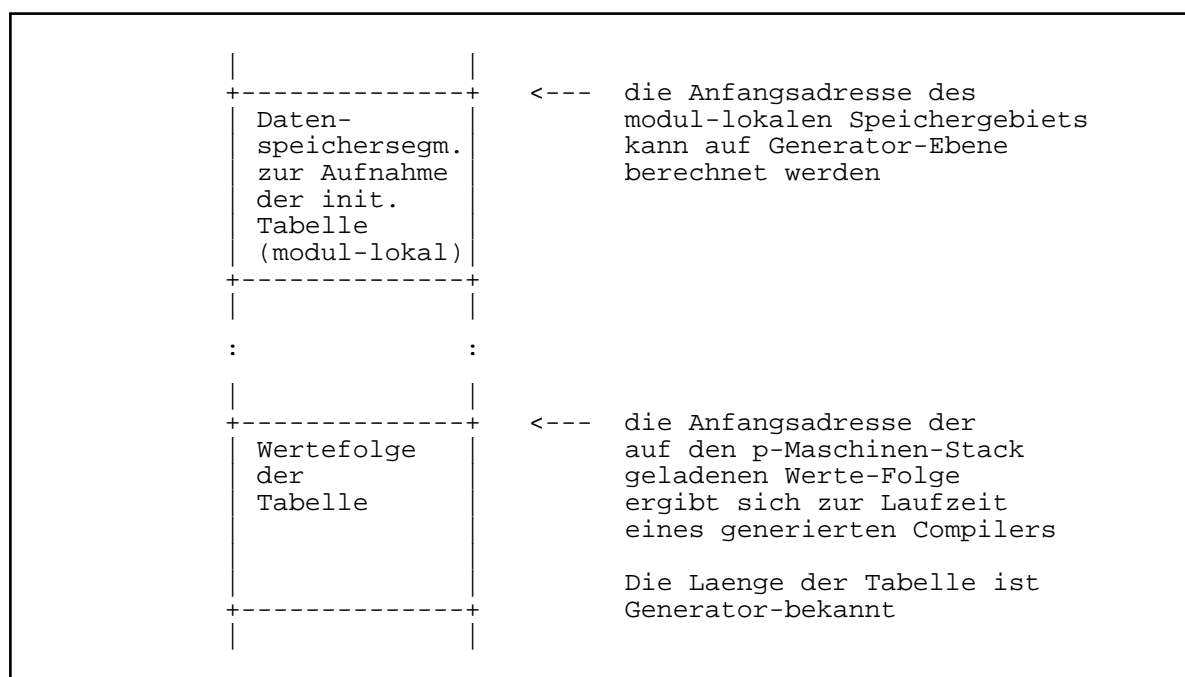 <--- die Anfangsadresse des
Daten- modul-lokalen Speichergebiets
speichersegm. kann auf Generator-Ebene
zur Aufnahme berechnet werden
der init.
Tabelle
(modul-lokal)
: :
<--- die Anfangsadresse der
Wertefolge auf den p-Maschinen-Stack
der geladenen Werte-Folge
Tabelle ergibt sich zur Laufzeit
eines generierten Compilers
Die Laenge der Tabelle ist
Generator-bekannt